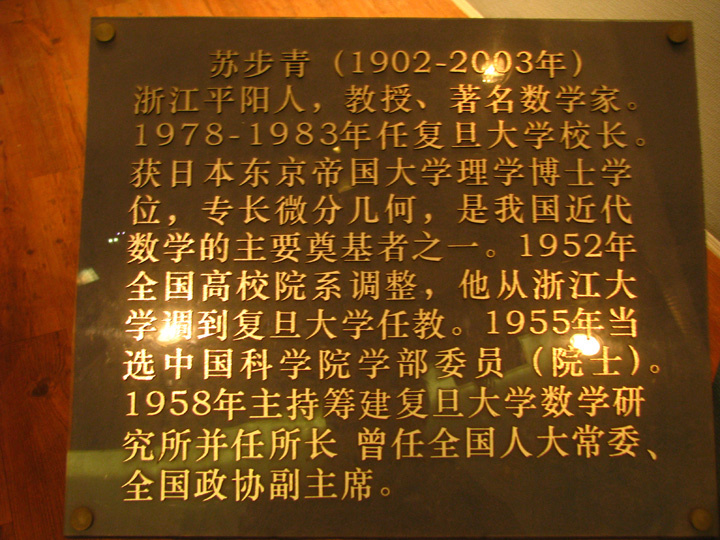 苏步青（1902-2003年）
浙江平阳人，教授、著名数学家。
1978-1983年任复旦大学校长。
获日本东京帝国大学理学博士学
位，专长微分几何，是我国近代
数学的主要奠基者之一。1952年
全国高校院系调整，他从浙江大
学调到复旦大学任教。1955年当
选中国科学院学部委员（院士）。
1958年主持筹建复旦大学数学研
究所并任所长 曾任全国人大常委、
全国政协副主席。